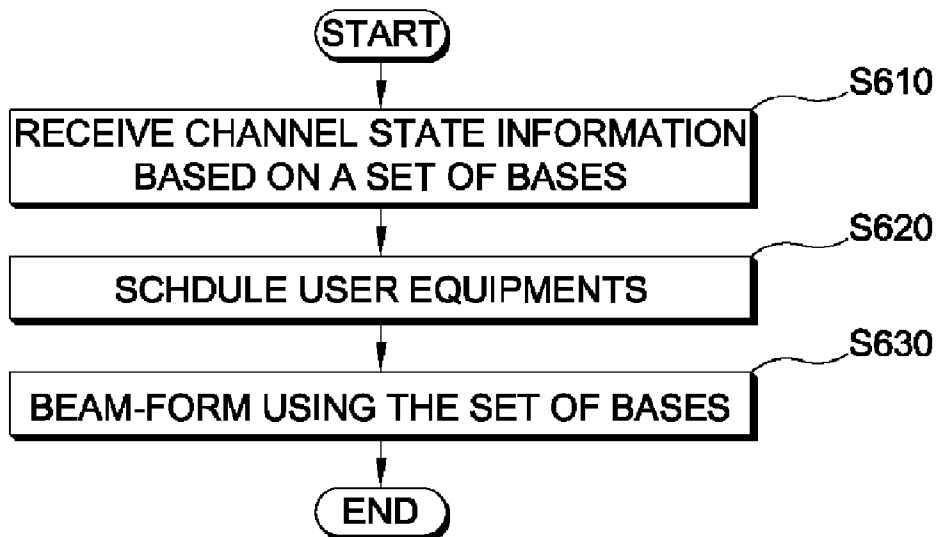 START
S610
RECEIVE CHANNEL STATE INFORMATION
BASED ON A SET OF BASES
S620
SCHDULE USER EQUIPMENTS
S630
BEAM-FORM USING THE SET OF BASES
END